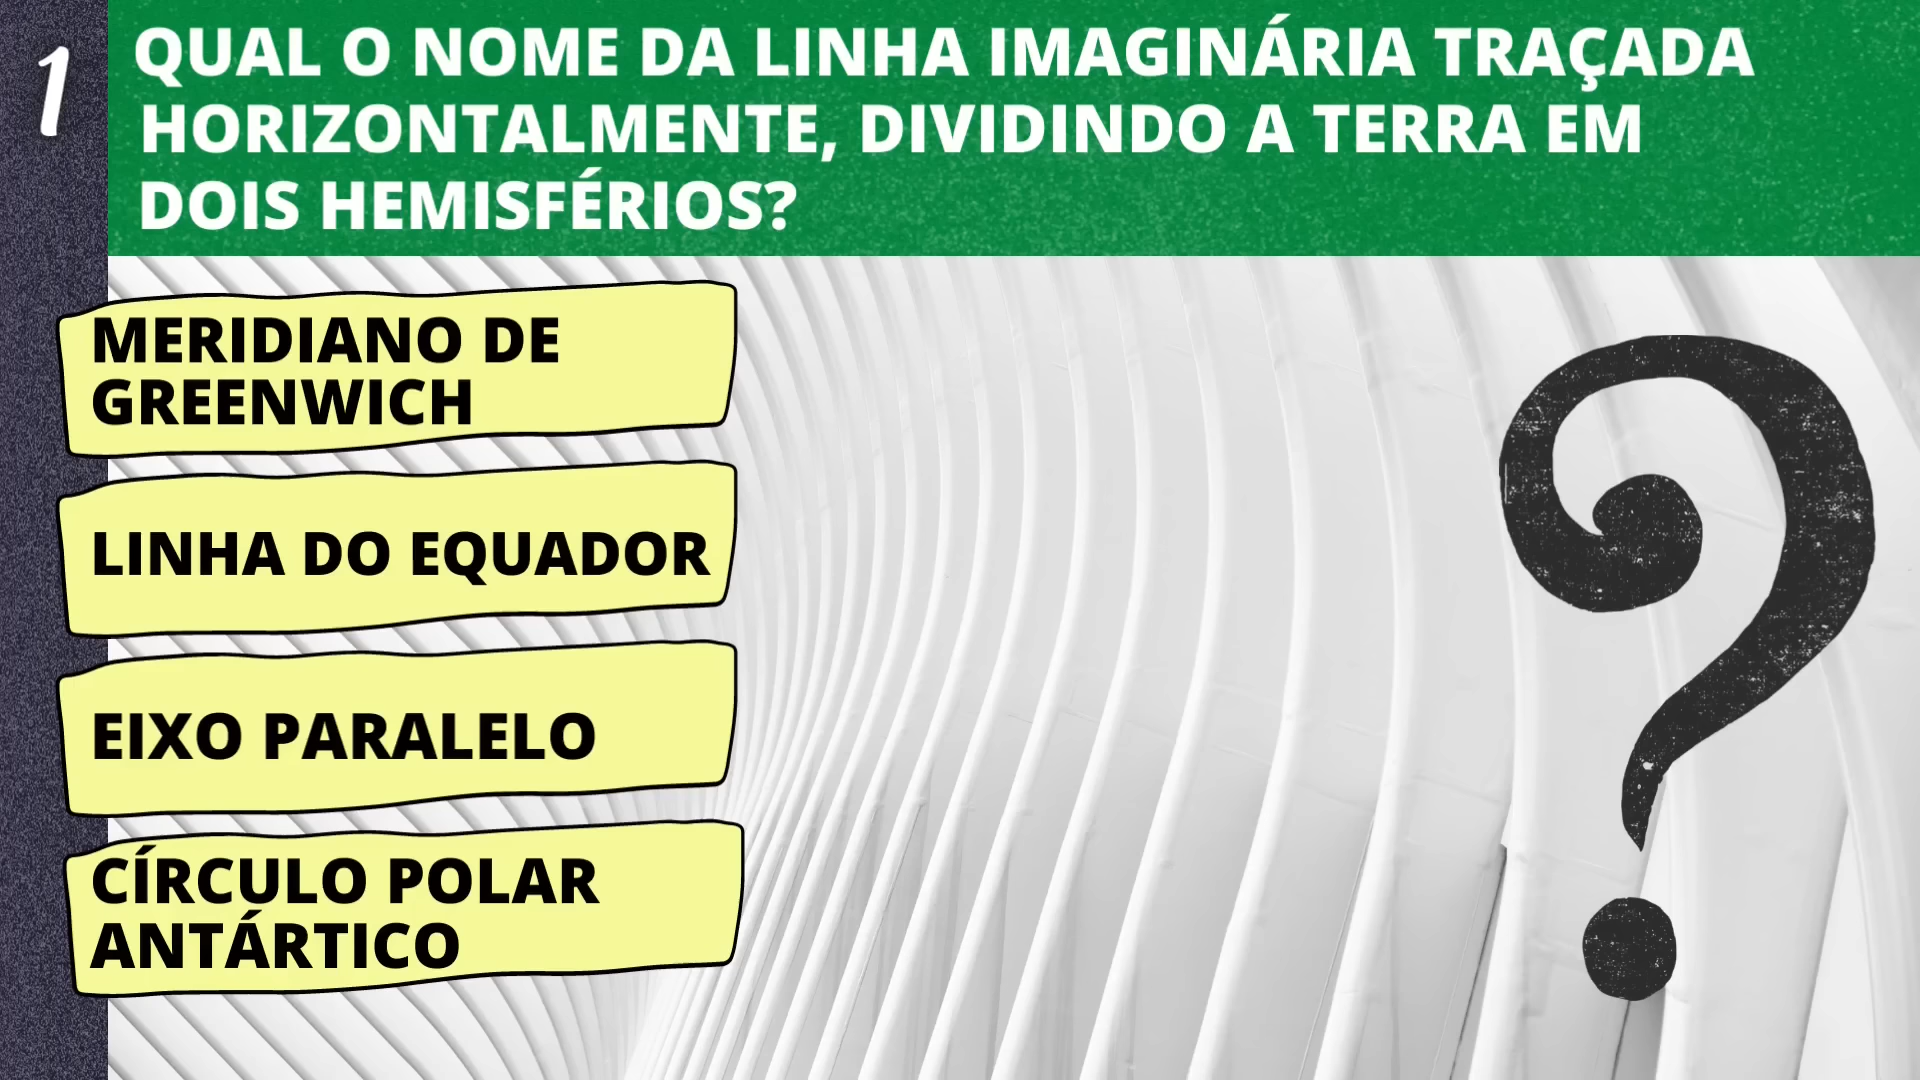 1
QUAL O NOME DA LINHA IMAGINÁRIA TRAÇADA
HORIZONTALMENTE, DIVIDINDO A TERRA EM
DOIS HEMISFÉRIOS?
MERIDIANO DE
GREENWICH
LINHA DO EQUADOR
EIXO PARALELO
CÍRCULO POLAR
ANTÁRTICO
?